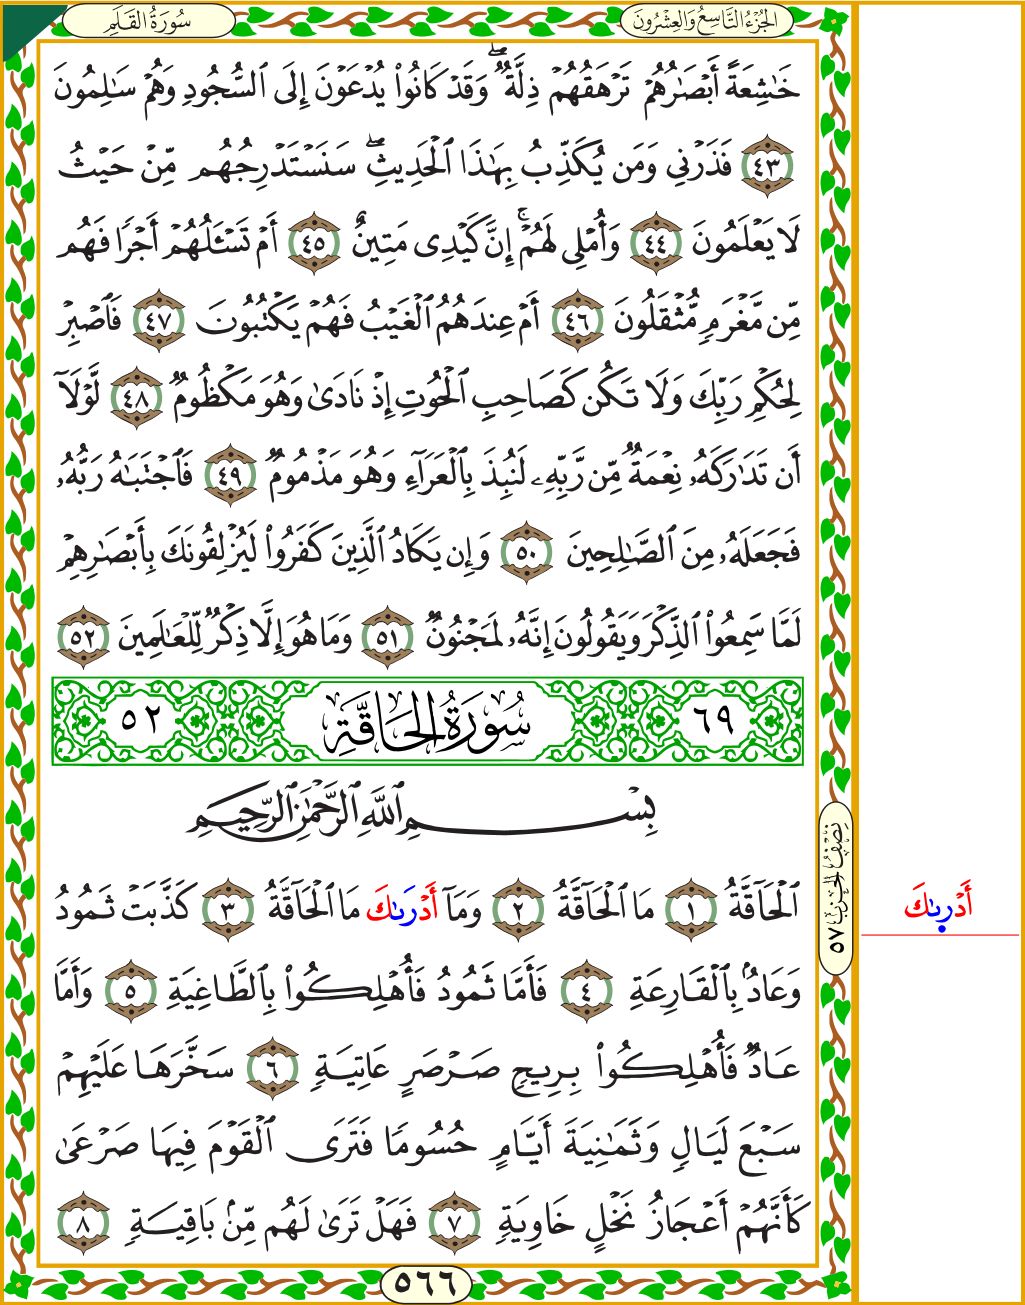 سُورَةُ القَلَمِ
الجُزْءُ التَّاسِعُ وَالعِشْرُونَ
خَٰشِعَةً أَبْصَٰرُهُمْ تَرْهَقُهُمْ ذِلَّةٌۖ وَقَدْ كَانُوا۟ يُدْعَوْنَ إِلَى ٱلسُّجُودِ وَهُمْ سَٰلِمُونَ
٤٣ فَذَرْنِى وَمَن يُكَذِّبُ بِهَٰذَا ٱلْحَدِيثِۖ سَنَسْتَدْرِجُهُم مِّنْ حَيْثُ
لَا يَعْلَمُونَ ٤٤ وَأُمْلِى لَهُمْۚ إِنَّ كَيْدِى مَتِينٌ ٤٥ أَمْ تَسْـَٔلُهُمْ أَجْرًا فَهُم
مِّن مَّغْرَمٍ مُّثْقَلُونَ ٤٦ أَمْ عِندَهُمُ ٱلْغَيْبُ فَهُمْ يَكْتُبُونَ ٤٧ فَٱصْبِرْ
لِحُكْمِ رَبِّكَ وَلَا تَكُن كَصَاحِبِ ٱلْحُوتِ إِذْ نَادَىٰ وَهُوَ مَكْظُومٌ ٤٨ لَّوْلَآ
أَن تَدَٰرَكَهُۥ نِعْمَةٌ مِّن رَّبِّهِۦ لَنُبِذَ بِٱلْعَرَآءِ وَهُوَ مَذْمُومٌ ٤٩ فَٱجْتَبَٰهُ رَبُّهُۥ
فَجَعَلَهُۥ مِنَ ٱلصَّٰلِحِينَ ٥٠ وَإِن يَكَادُ ٱلَّذِينَ كَفَرُوا۟ لَيُزْلِقُونَكَ بِأَبْصَٰرِهِمْ
لَمَّا سَمِعُوا۟ ٱلذِّكْرَ وَيَقُولُونَ إِنَّهُۥ لَمَجْنُونٌ ٥١ وَمَا هُوَ إِلَّا ذِكْرٌ لِّلْعَٰلَمِينَ ٥٢
٦٩ سُورَةُ الحَاقَّةِ ٥٢
بِسْمِ ٱللَّهِ ٱلرَّحْمَٰنِ ٱلرَّحِيمِ
ٱلْحَآقَّةُ ١ مَا ٱلْحَآقَّةُ ٢ وَمَآ أَدْرَىٰكَ مَا ٱلْحَآقَّةُ ٣ كَذَّبَتْ ثَمُودُ
وَعَادٌۢ بِٱلْقَارِعَةِ ٤ فَأَمَّا ثَمُودُ فَأُهْلِكُوا۟ بِٱلطَّاغِيَةِ ٥ وَأَمَّا
عَادٌ فَأُهْلِكُوا۟ بِرِيحٍ صَرْصَرٍ عَاتِيَةٍ ٦ سَخَّرَهَا عَلَيْهِمْ
سَبْعَ لَيَالٍ وَثَمَٰنِيَةَ أَيَّامٍ حُسُومًا فَتَرَى ٱلْقَوْمَ فِيهَا صَرْعَىٰ
كَأَنَّهُمْ أَعْجَازُ نَخْلٍ خَاوِيَةٍ ٧ فَهَلْ تَرَىٰ لَهُم مِّنۢ بَاقِيَةٍ ٨
نِصْفُ الحِزْبِ ٥٧
أَدْرىٰكَ
٥٦٦